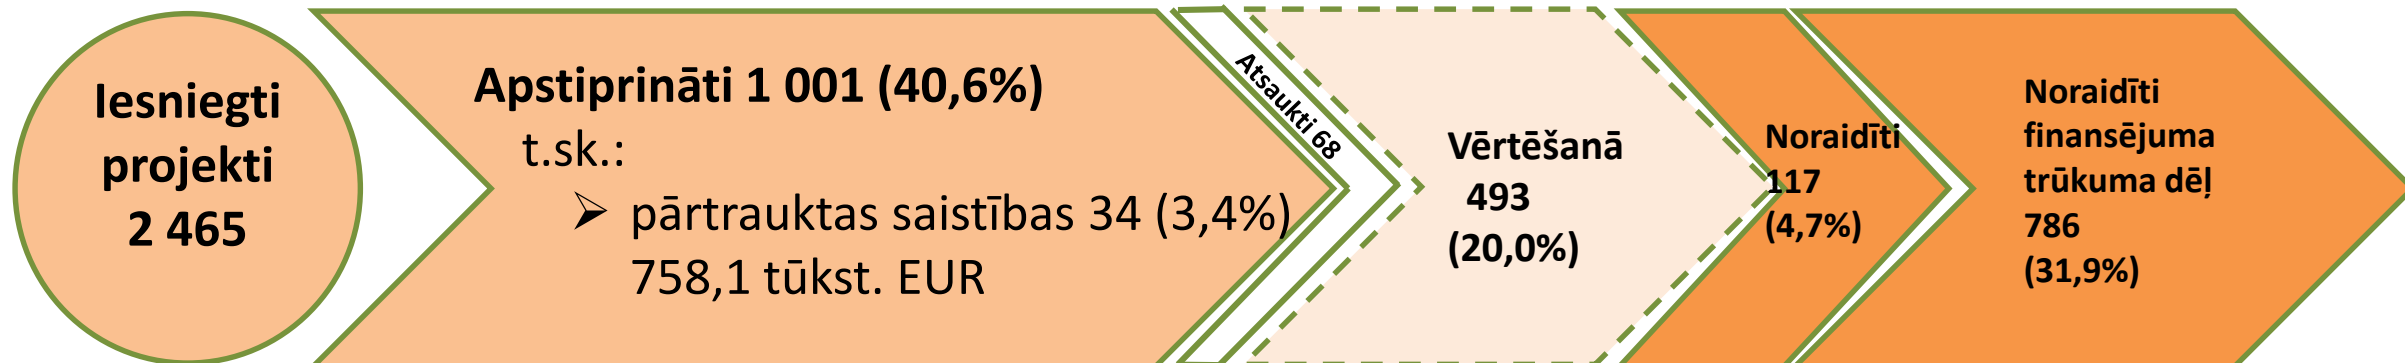 Iesniegti
projekti
2 465
Apstiprināti 1 001 (40,6%)
t.sk.:
➢ pārtrauktas saistības 34 (3,4%)
758,1 tūkst. EUR
Atsaukti 68
Vērtēšanā
493
(20,0%)
Noraidīti
117
(4,7%)
Noraidīti
finansējuma
trūkuma dēļ
786
(31,9%)